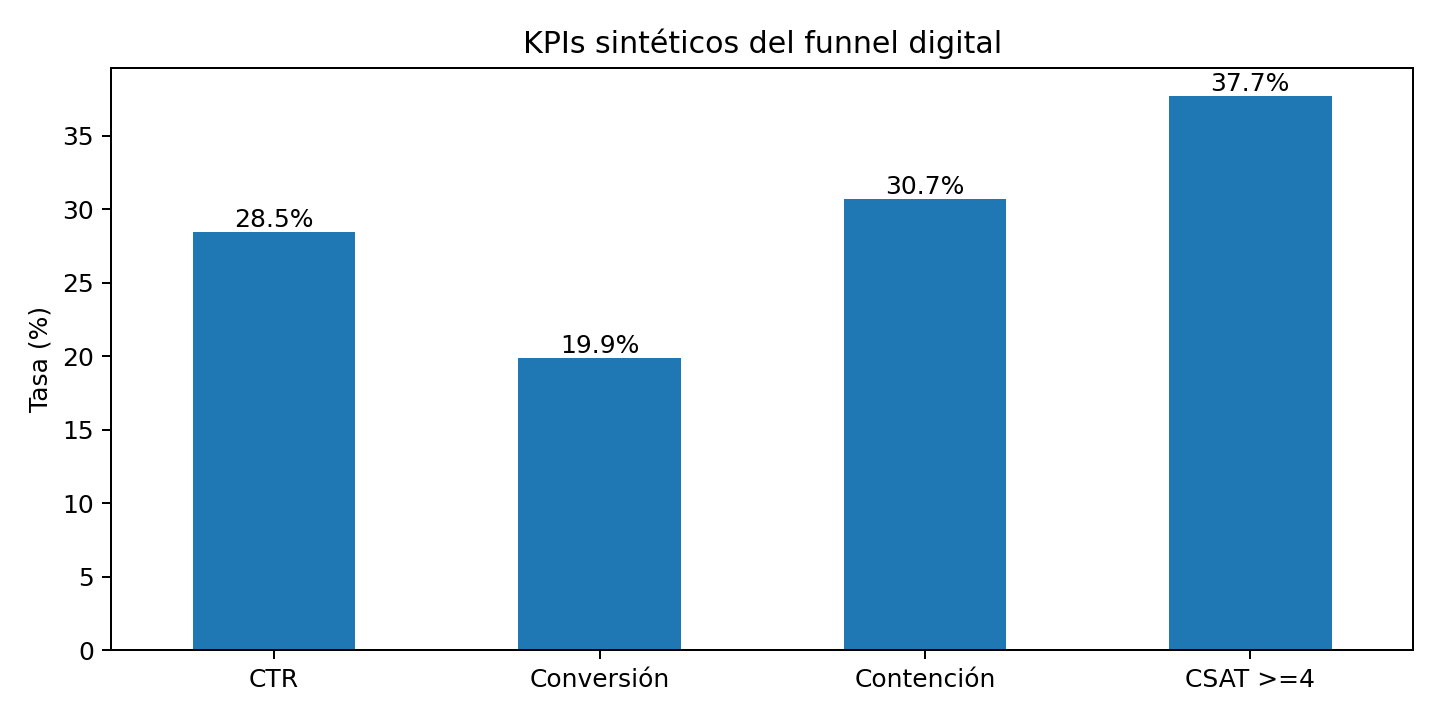 KPIs sintéticos del funnel digital
37.7%
30.7%
28.5%
19.9%
Tasa (%)
35
30
25
20
15
10
5
0
CTR
Conversión
Contención
CSAT >=4